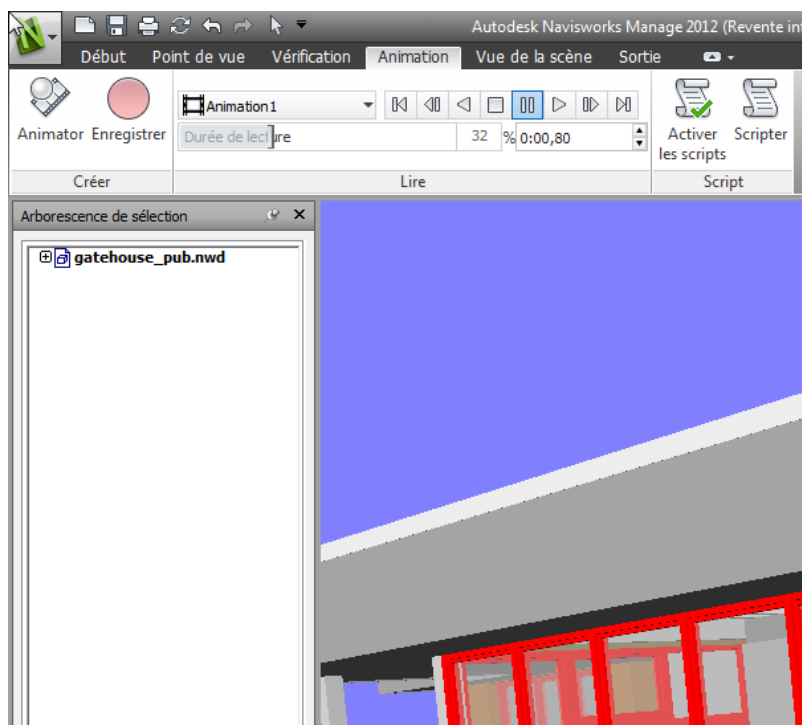 Autodesk Navisworks Manage 2012 (Revente in
Début Point de vue Vérification Animation Vue de la scène Sortie
Animation1
Animator Enregistrer Durée de lecture 32 % 0:00,80 Activer les scripts Scripter
Créer Lire Script
Arborescence de sélection
gatehouse_pub.nwd